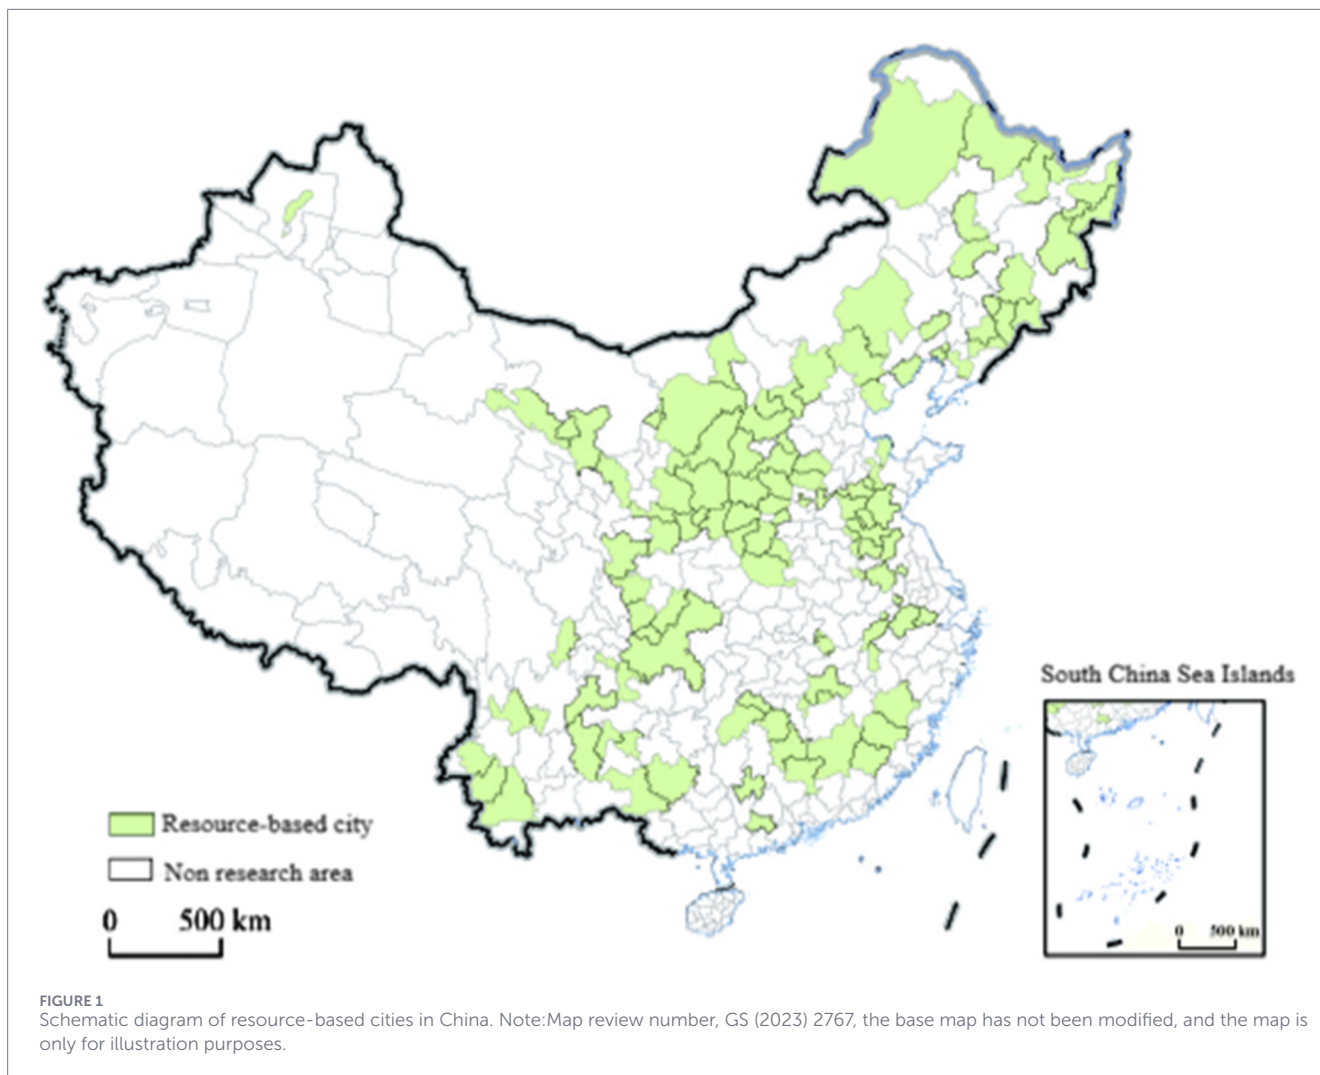 South China Sea Islands
Resource-based city
Non research area
0 500 km
0 500 km
FIGURE 1
Schematic diagram of resource-based cities in China. Note:Map review number, GS (2023) 2767, the base map has not been modified, and the map is
only for illustration purposes.